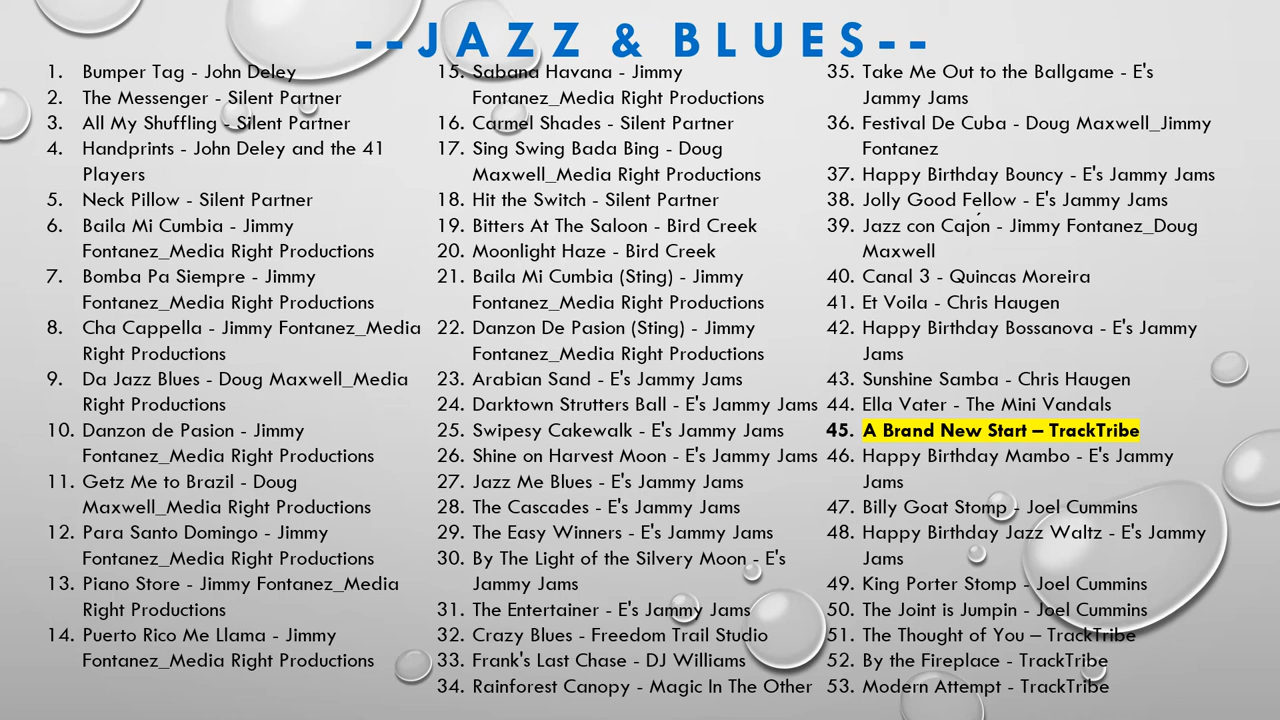 --JAZZ & BLUES--
1. Bumper Tag - John Deley
2. The Messenger - Silent Partner
3. All My Shuffling - Silent Partner
4. Handprints - John Deley and the 41
Players
5. Neck Pillow - Silent Partner
6. Baila Mi Cumbia - Jimmy
Fontanez_Media Right Productions
7. Bomba Pa Siempre - Jimmy
Fontanez_Media Right Productions
8. Cha Cappella - Jimmy Fontanez_Media
Right Productions
9. Da Jazz Blues - Doug Maxwell_Media
Right Productions
10. Danzon de Pasion - Jimmy
Fontanez_Media Right Productions
11. Getz Me to Brazil - Doug
Maxwell_Media Right Productions
12. Para Santo Domingo - Jimmy
Fontanez_Media Right Productions
13. Piano Store - Jimmy Fontanez_Media
Right Productions
14. Puerto Rico Me Llama - Jimmy
Fontanez_Media Right Productions
15. Sabana Havana - Jimmy
Fontanez_Media Right Productions
16. Carmel Shades - Silent Partner
17. Sing Swing Bada Bing - Doug
Maxwell_Media Right Productions
18. Hit the Switch - Silent Partner
19. Bitters At The Saloon - Bird Creek
20. Moonlight Haze - Bird Creek
21. Baila Mi Cumbia (Sting) - Jimmy
Fontanez_Media Right Productions
22. Danzon De Pasion (Sting) - Jimmy
Fontanez_Media Right Productions
23. Arabian Sand - E's Jammy Jams
24. Darktown Strutters Ball - E's Jammy Jams
25. Swipesy Cakewalk - E's Jammy Jams
26. Shine on Harvest Moon - E's Jammy Jams
27. Jazz Me Blues - E's Jammy Jams
28. The Cascades - E's Jammy Jams
29. The Easy Winners - E's Jammy Jams
30. By The Light of the Silvery Moon - E's
Jammy Jams
31. The Entertainer - E's Jammy Jams
32. Crazy Blues - Freedom Trail Studio
33. Frank's Last Chase - DJ Williams
34. Rainforest Canopy - Magic In The Other
35. Take Me Out to the Ballgame - E's
Jammy Jams
36. Festival De Cuba - Doug Maxwell_Jimmy
Fontanez
37. Happy Birthday Bouncy - E's Jammy Jams
38. Jolly Good Fellow - E's Jammy Jams
39. Jazz con Cajón - Jimmy Fontanez_Doug
Maxwell
40. Canal 3 - Quincas Moreira
41. Et Voila - Chris Haugen
42. Happy Birthday Bossanova - E's Jammy
Jams
43. Sunshine Samba - Chris Haugen
44. Ella Vater - The Mini Vandals
45. A Brand New Start – TrackTribe
46. Happy Birthday Mambo - E's Jammy
Jams
47. Billy Goat Stomp - Joel Cummins
48. Happy Birthday Jazz Waltz - E's Jammy
Jams
49. King Porter Stomp - Joel Cummins
50. The Joint is Jumpin - Joel Cummins
51. The Thought of You – TrackTribe
52. By the Fireplace - TrackTribe
53. Modern Attempt - TrackTribe